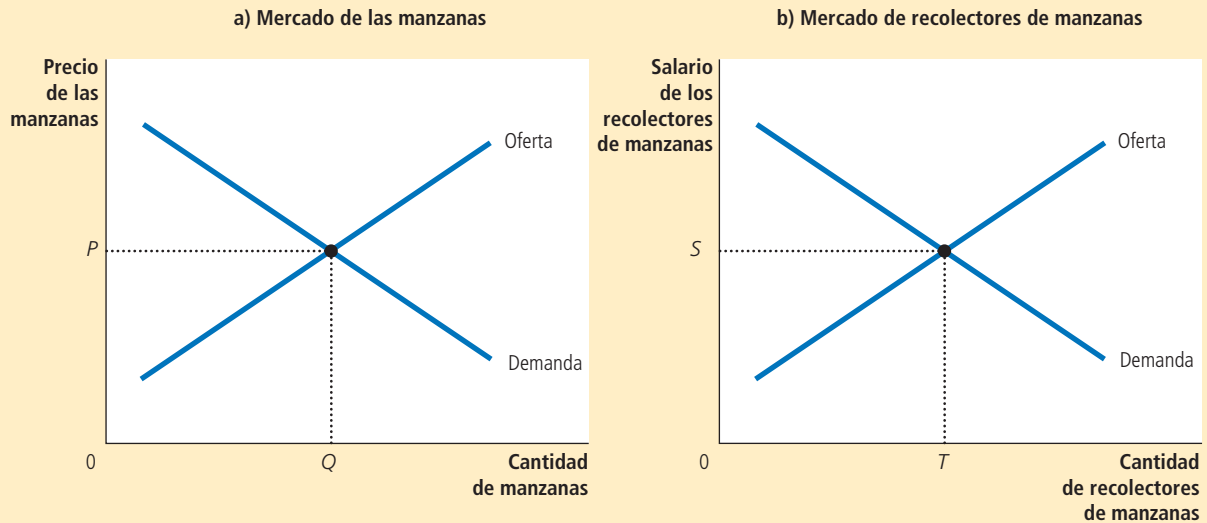 a) Mercado de las manzanas
Precio
de las
manzanas
Oferta
P
Demanda
0
Q
Cantidad
de manzanas
b) Mercado de recolectores de manzanas
Salario
de los
recolectores
de manzanas
Oferta
S
Demanda
0
T
Cantidad
de recolectores
de manzanas